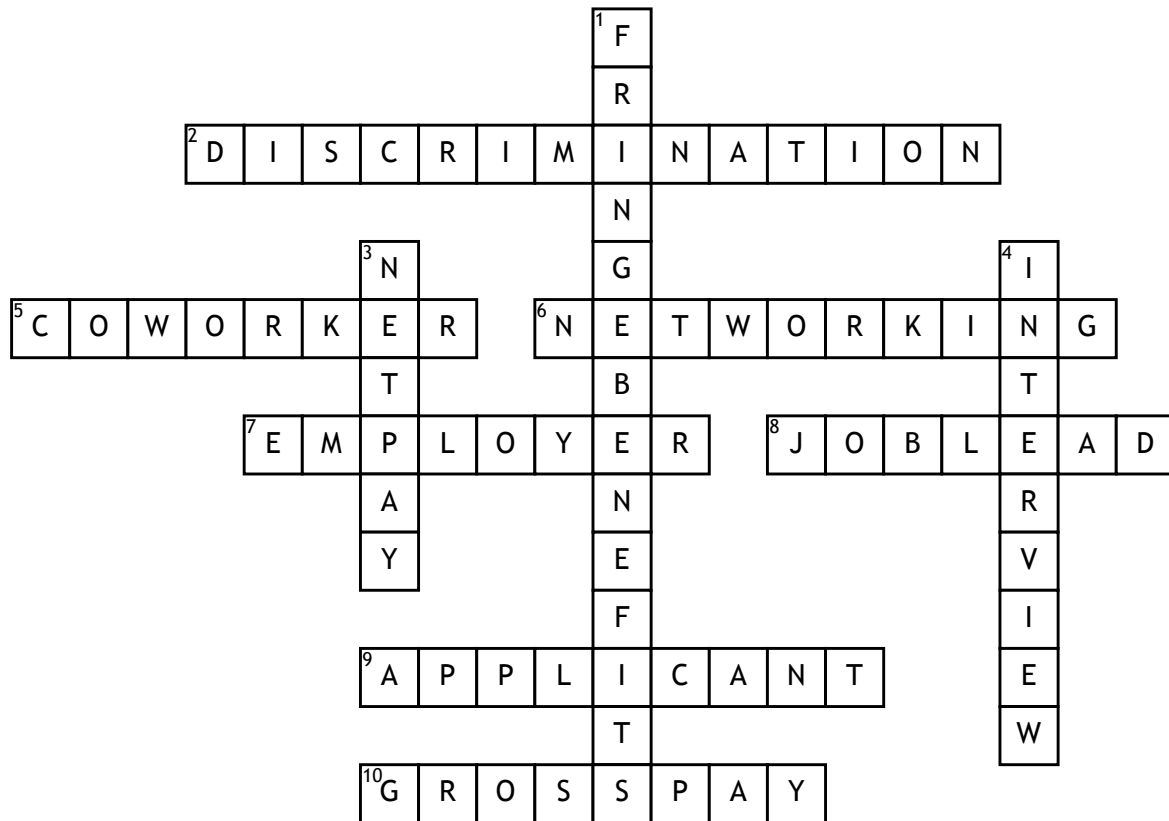 1 F
R
2 D I S C R I M I N A T I O N
N
3 N G 4 I
5 C O W O R K E R 6 N E T W O R K I N G
T B T
7 E M P L O Y E R 8 J O B L E A D
A N R
Y E V
F I
9 A P P L I C A N T E
T W
10 G R O S S P A Y